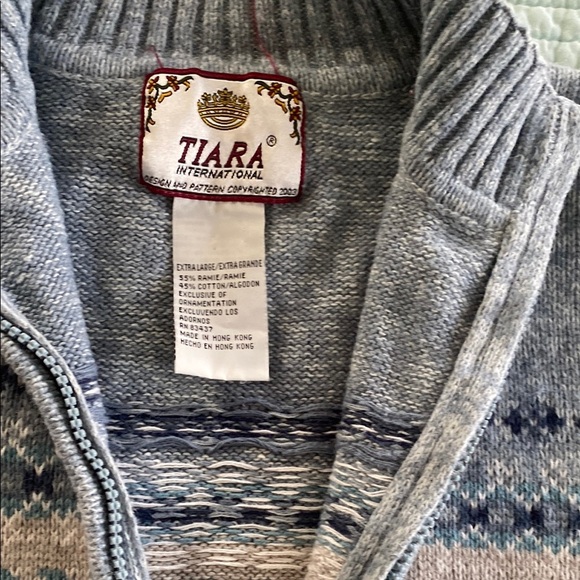 TIARA®
INTERNATIONAL
DESIGN AND PATTERN COPYRIGHTED 2003
EXTRA LARGE/EXTRA GRANDE
55% RAMIE/RAMIE
45% COTTON/ALGODON
EXCLUSIVE OF
ORNAMENTATION
EXCLUYENDO LOS
ADORNOS
RN 83437
MADE IN HONG KONG
HECHO EN HONG KONG